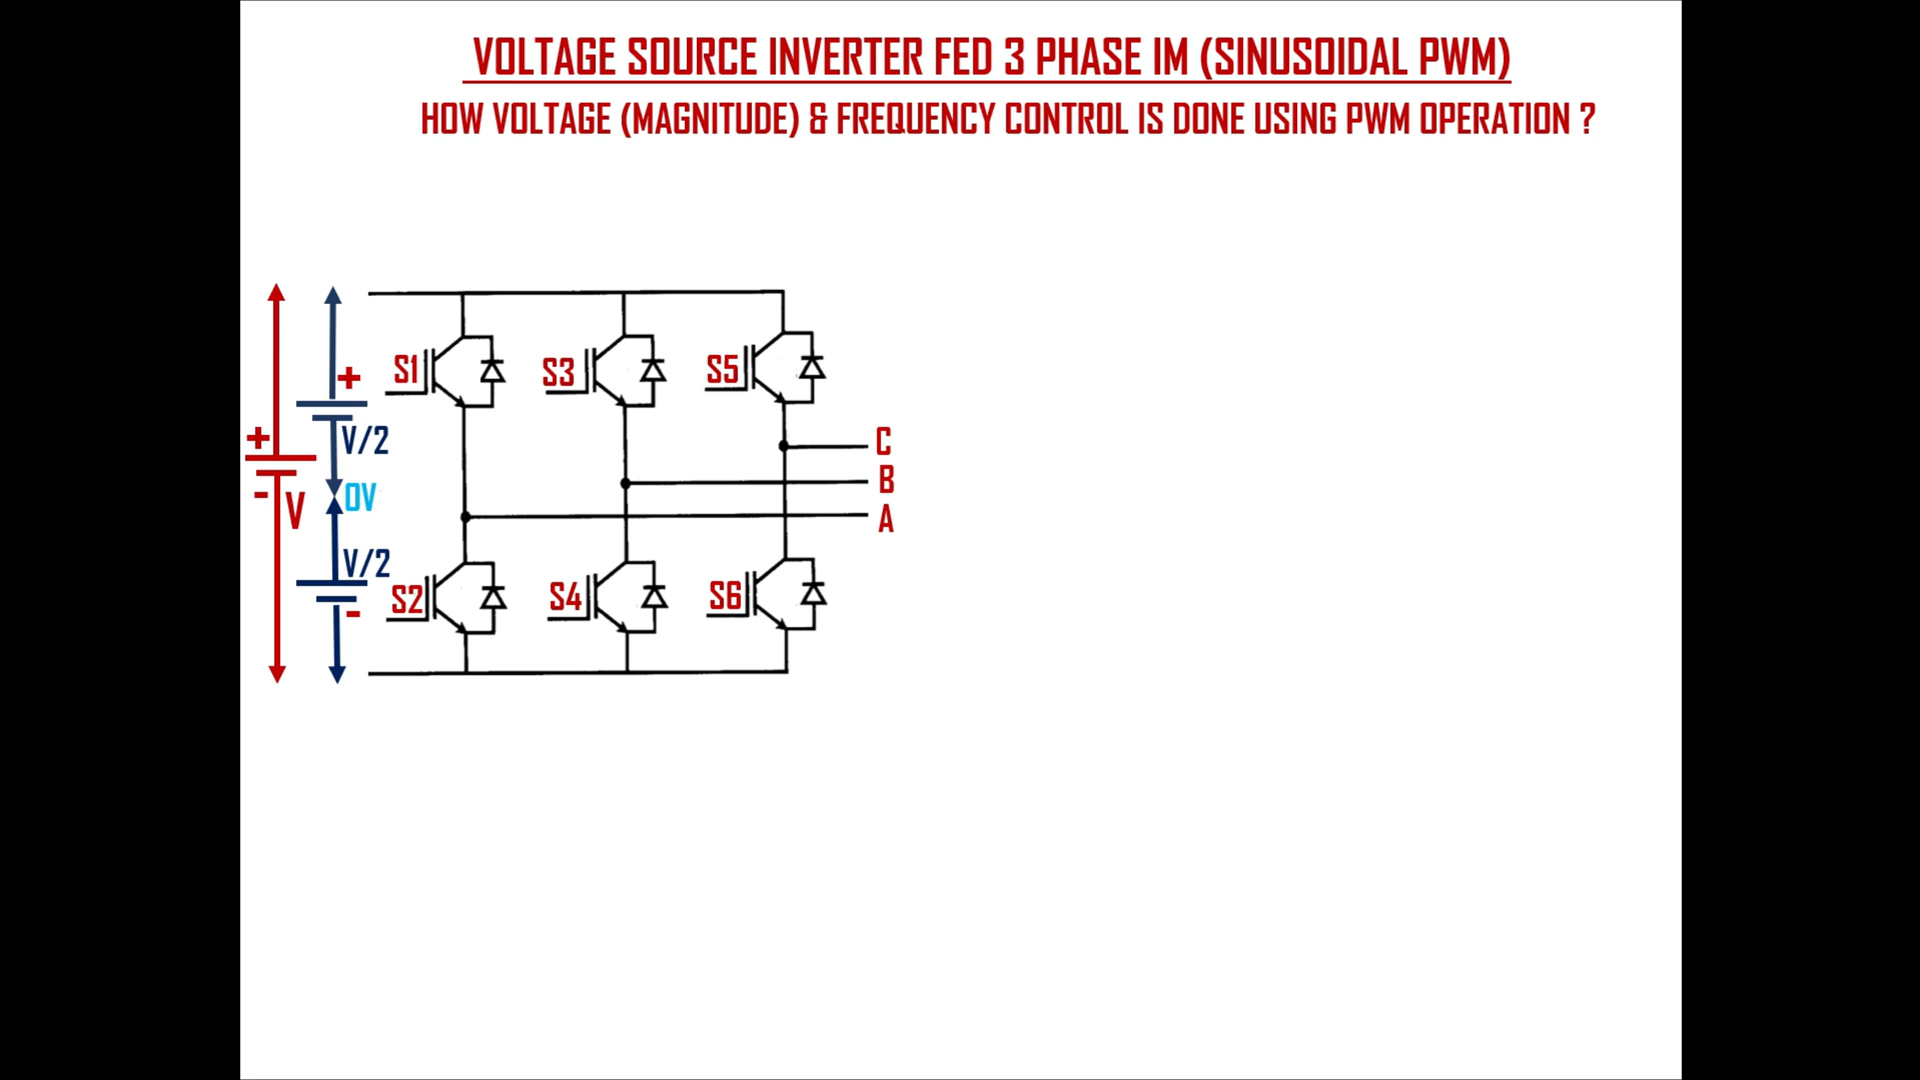 VOLTAGE SOURCE INVERTER FED 3 PHASE IM (SINUSOIDAL PWM)
HOW VOLTAGE (MAGNITUDE) & FREQUENCY CONTROL IS DONE USING PWM OPERATION ?
S1
S3
S5
+
+
V/2
C
B
-
V
0V
A
V/2
S2
S4
S6
-